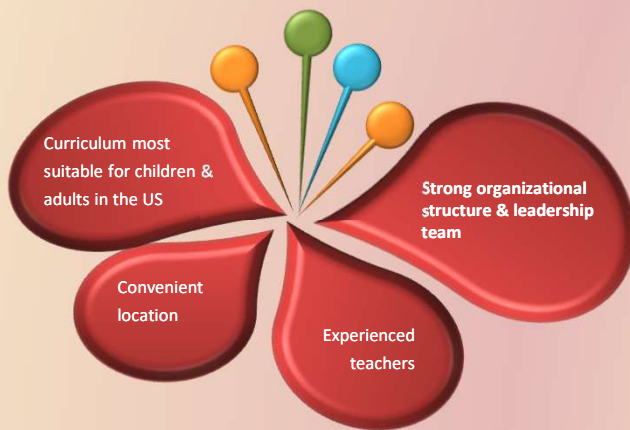 Curriculum most
suitable for children &
adults in the US
Strong organizational
structure & leadership
team
Convenient
location
Experienced
teachers